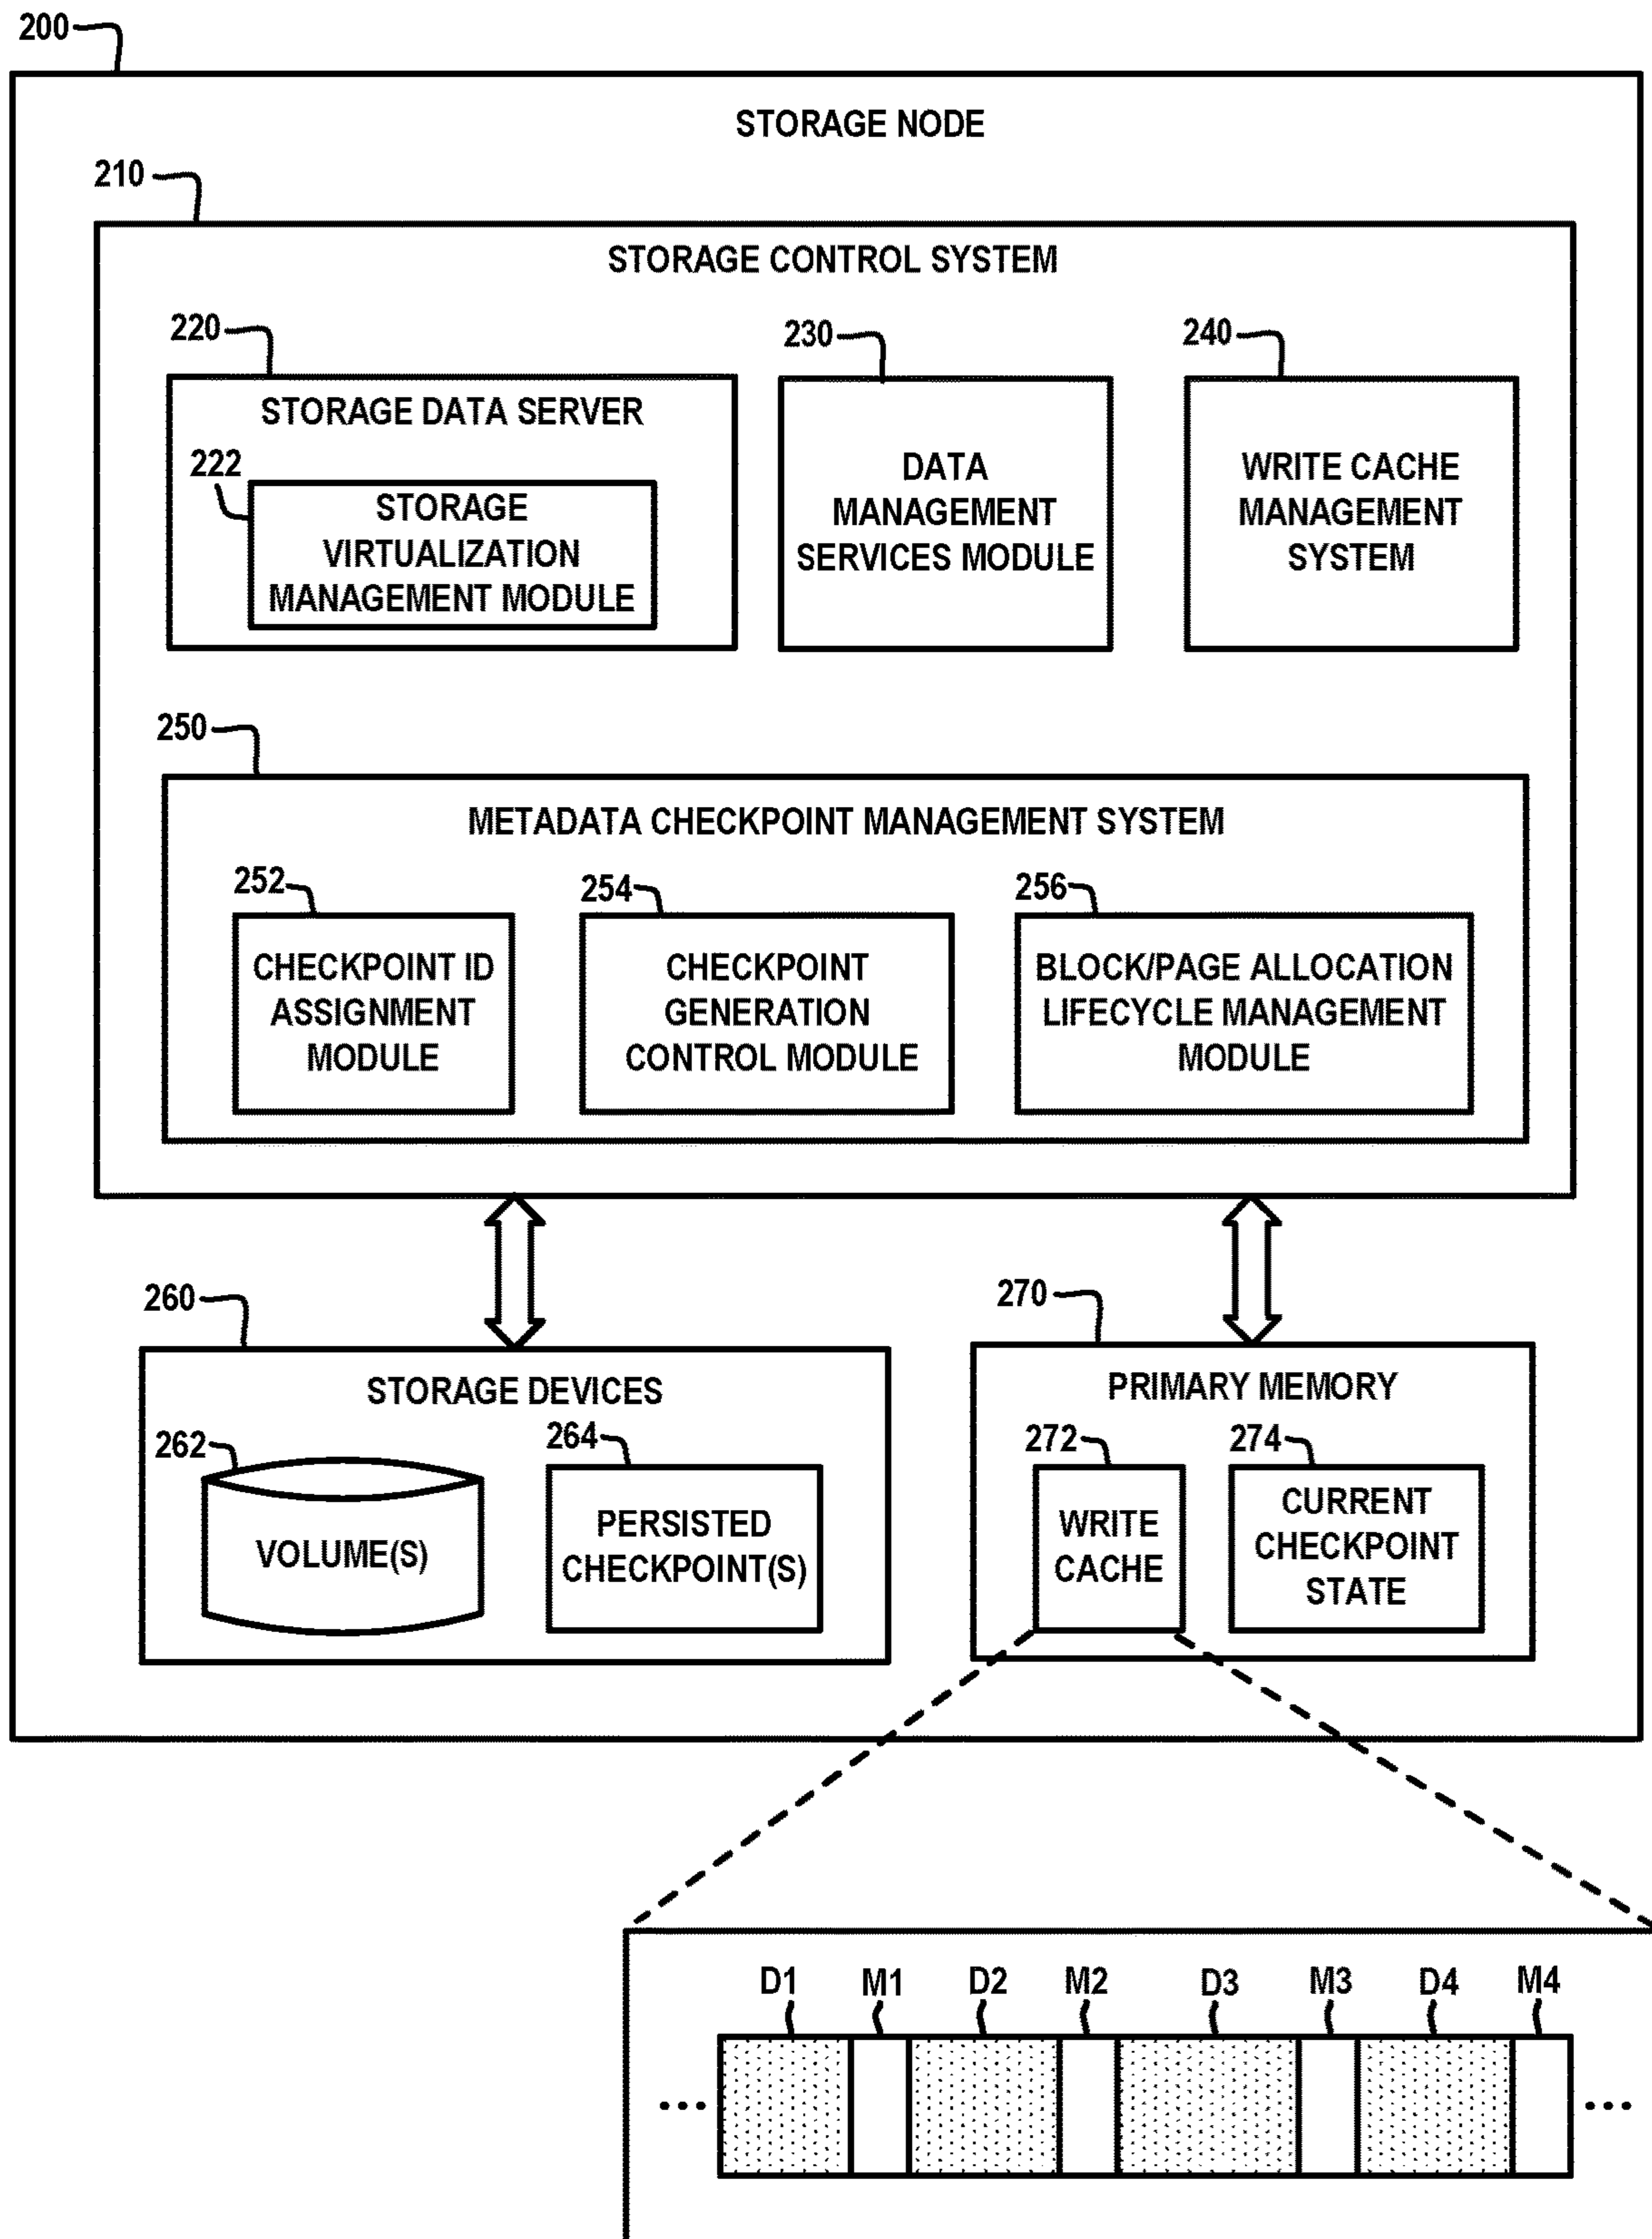 200
STORAGE NODE
210
STORAGE CONTROL SYSTEM
220
STORAGE DATA SERVER
222
STORAGE
VIRTUALIZATION
MANAGEMENT MODULE
230
DATA
MANAGEMENT
SERVICES MODULE
240
WRITE CACHE
MANAGEMENT
SYSTEM
250
METADATA CHECKPOINT MANAGEMENT SYSTEM
252
CHECKPOINT ID
ASSIGNMENT
MODULE
254
CHECKPOINT
GENERATION
CONTROL MODULE
256
BLOCK/PAGE ALLOCATION
LIFECYCLE MANAGEMENT
MODULE
260
STORAGE DEVICES
262
VOLUME(S)
264
PERSISTED
CHECKPOINT(S)
270
PRIMARY MEMORY
272
WRITE
CACHE
274
CURRENT
CHECKPOINT
STATE
D1 M1 D2 M2 D3 M3 D4 M4
... ...